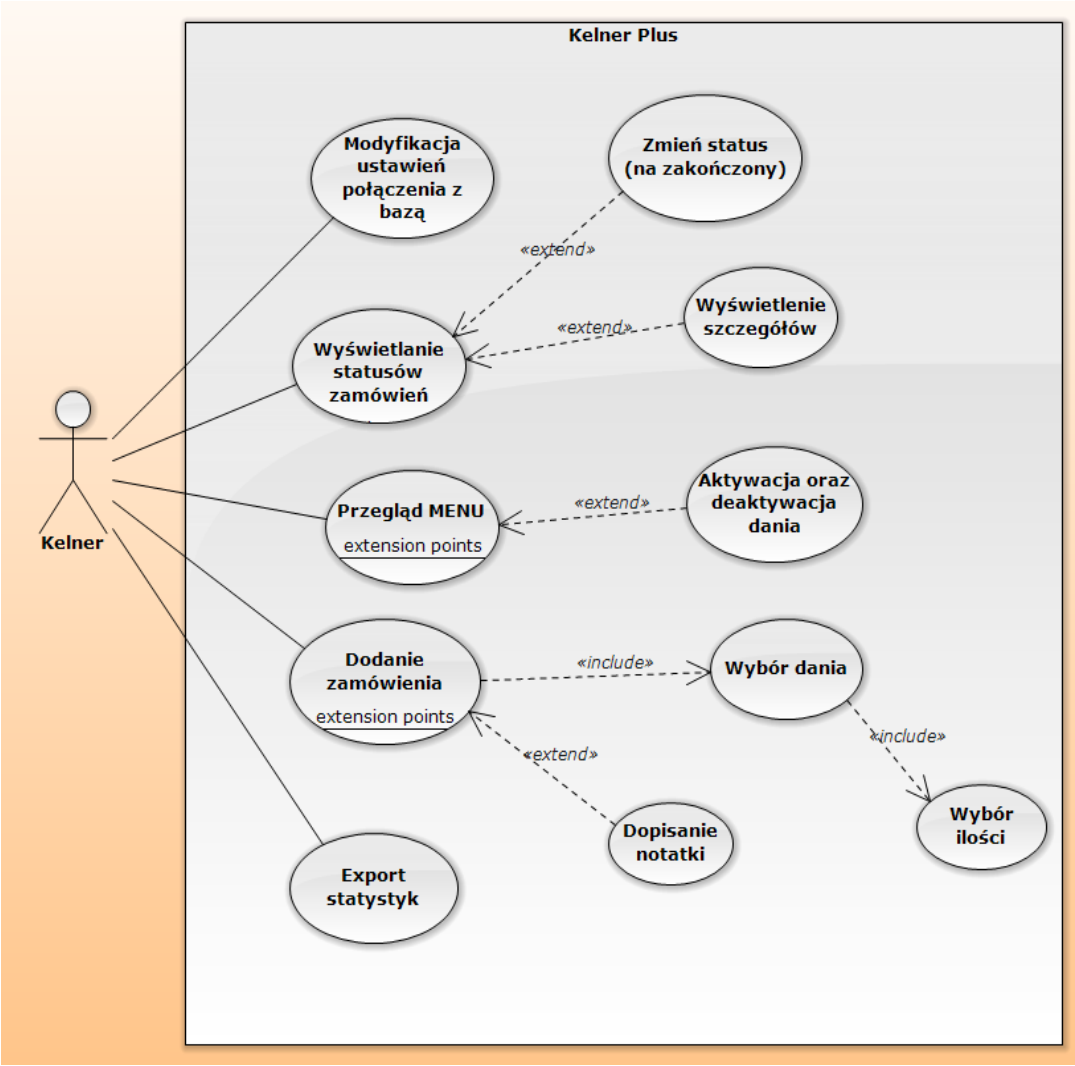 Kelner Plus
Modyfikacja
ustawień
połączenia z
bazą
Zmień status
(na zakończony)
«extend»
Wyświetlenie
szczegółów
«extend»
Wyświetlanie
statusów
zamówień
Kelner
Przegląd MENU
extension points
«extend»
Aktywacja oraz
deaktywacja
dania
Dodanie
zamówienia
extension points
«include»
Wybór dania
«include»
«extend»
Wybór
ilości
Dopisanie
notatki
Export
statystyk